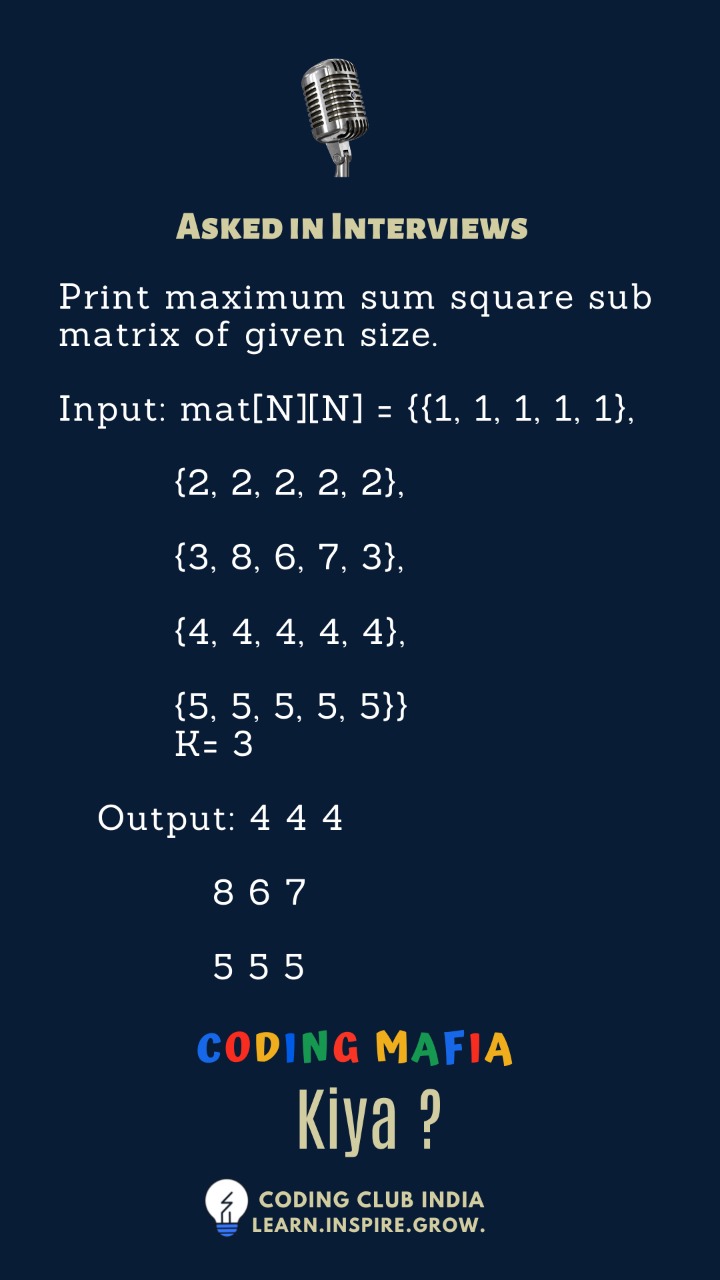 Asked in Interviews
Print maximum sum square sub
matrix of given size.
Input: mat[N][N] = {{1, 1, 1, 1, 1},
{2, 2, 2, 2, 2},
{3, 8, 6, 7, 3},
{4, 4, 4, 4, 4},
{5, 5, 5, 5, 5}}
K= 3
Output: 4 4 4
8 6 7
5 5 5
CODING MAFIA
Kiya ?
CODING CLUB INDIA
LEARN.INSPIRE.GROW.